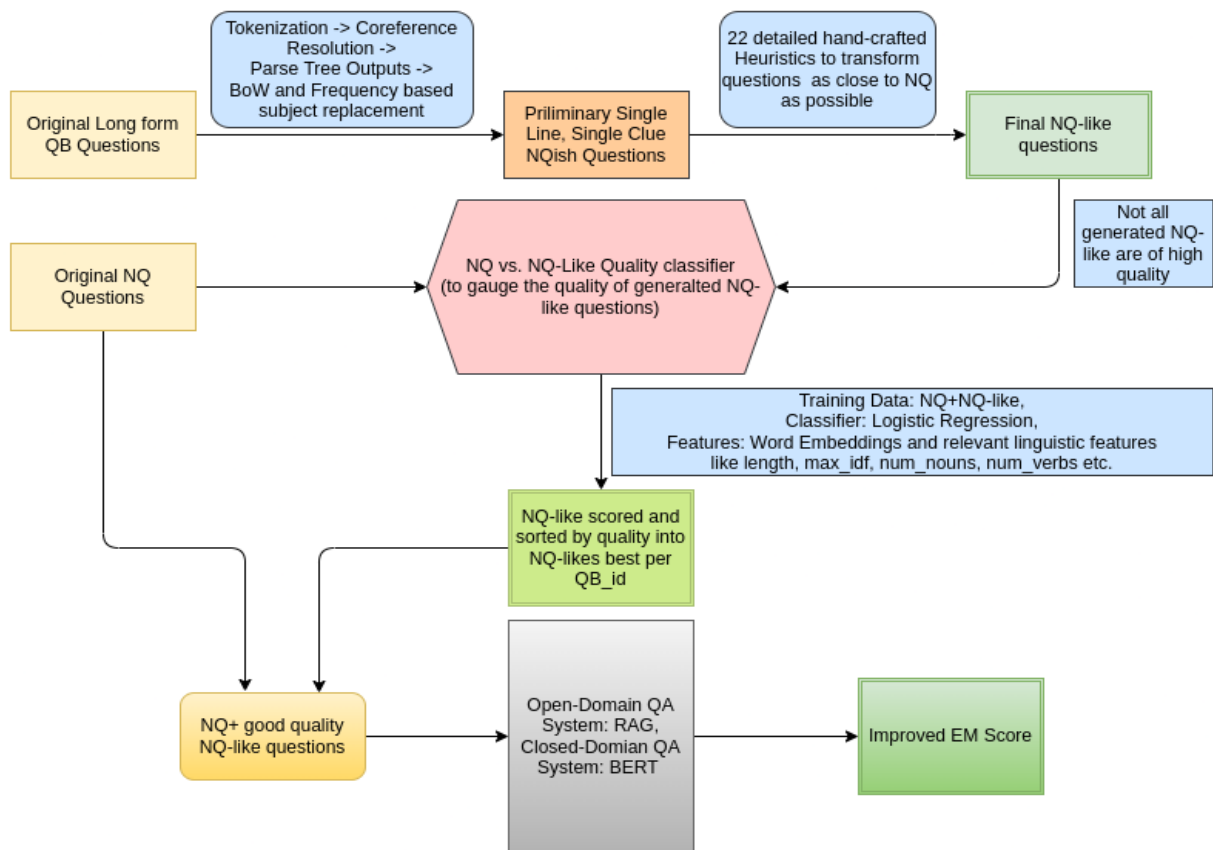 Tokenization -> Coreference
Resolution ->
Parse Tree Outputs ->
BoW and Frequency based
subject replacement
22 detailed hand-crafted
Heuristics to transform
questions  as close to NQ
as possible
Original Long form
QB Questions
Priliminary Single
Line, Single Clue
NQish Questions
Final NQ-like
questions
Not all
generated NQ-
like are of high
quality
Original NQ
Questions
NQ vs. NQ-Like Quality classifier
(to gauge the quality of generalted NQ-
like questions)
Training Data: NQ+NQ-like,
Classifier: Logistic Regression,
Features: Word Embeddings and relevant linguistic features
like length, max_idf, num_nouns, num_verbs etc.
NQ-like scored and
sorted by quality into
NQ-likes best per
QB_id
NQ+ good quality
NQ-like questions
Open-Domain QA
System: RAG,
Closed-Domian QA
System: BERT
Improved EM Score